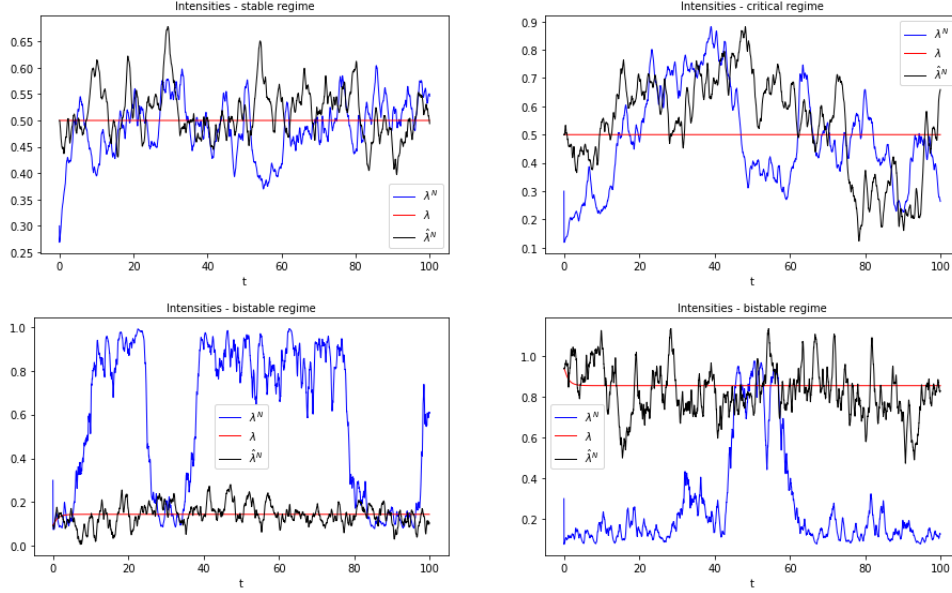 Intensities - stable regime
0.65
0.60
0.55
0.50
0.45
0.40
0.35
0.30
0.25
λ^N
λ
λ̂^N
0 20 40 60 80 100
t
Intensities - critical regime
0.9
0.8
0.7
0.6
0.5
0.4
0.3
0.2
0.1
λ^N
λ
λ̂^N
0 20 40 60 80 100
t
Intensities - bistable regime
1.0
0.8
0.6
0.4
0.2
0.0
λ^N
λ
λ̂^N
0 20 40 60 80 100
t
Intensities - bistable regime
1.0
0.8
0.6
0.4
0.2
λ^N
λ
λ̂^N
0 20 40 60 80 100
t